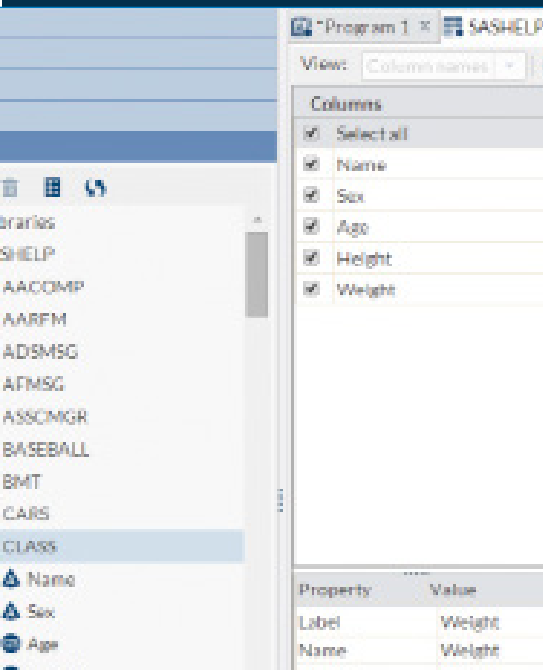 *Program 1 × SASHELP
View: Column names
Columns
Select all
Name
Sex
Age
Height
Weight
braries
SHELP
AACOMP
AARFM
ADSMSG
AFMSG
ASSCMGR
BASEBALL
BMT
CARS
CLASS
Name
Sex
Age
Property Value
Label Weight
Name Weight